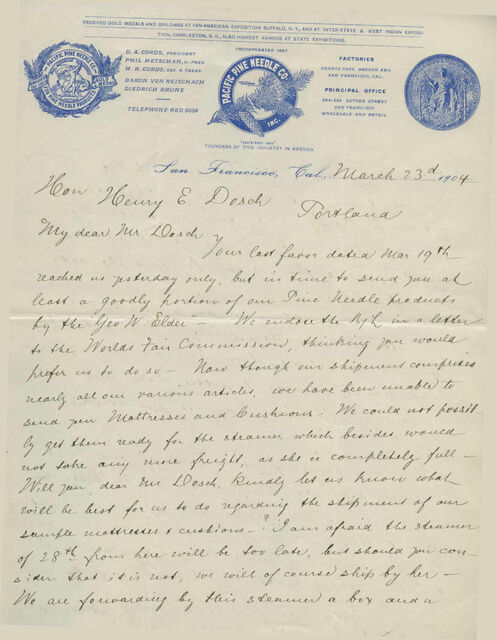 RECEIVED GOLD MEDALS AND DIPLOMAS AT PAN-AMERICAN EXPOSITION BUFFALO, N.Y., AND AT INTER-STATE & WEST INDIAN EXPOSI-
TION, CHARLESTON, S.C., ALSO HIGHEST AWARDS AT STATE EXHIBITIONS.
PACIFIC PINE NEEDLE CO.
D. A. CORDS, PRESIDENT
PHIL METSCHAN, V.-PRES.
M. R. CORDS, SEC. & TREAS.
BARON VON REISCHACH
DIEDRICH BRUNE
TELEPHONE RED 5026
INCORPORATED 1897
PACIFIC PINE NEEDLE CO.
INC.
FOUNDERS OF THIS INDUSTRY IN AMERICA
FACTORIES
GRANTS PASS, OREGON AND
SAN FRANCISCO, CAL.
PRINCIPAL OFFICE
SUTTER STREET
SAN FRANCISCO
WHOLESALE AND RETAIL
San Francisco, Cal., March 23d 1904
Hon Henry E. Dosch
Portland
My dear Mr Dosch,
Your last favor dated Mar 19th
reached us yesturday only, but in time to send you at
least a goodly portion of our Pine Needle products
by the Geo W Elder — We enclose the B/L in a letter
to the Worlds Fair Commission, thinking you would
prefer us to do so — Now though our shipment comprises
nearly all our various articles, we have been unable to
send you Mattresses and Cushions. We could not possib-
ly get them ready for the steamer which besides would
not take any more freight, as she is completely full —
Will you, dear Mr Dosch, kindly let us know what
will be best for us to do regarding the shipment of our
sample mattresses & cushions —? I am afraid the steamer
of 28th from here will be too late, but should you con-
sider that it is not, we will of course ship by her —
We are forwarding by this steamer a box and a